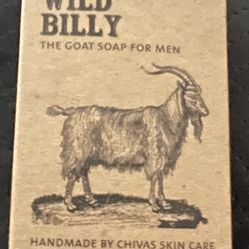 WILD
BILLY
THE GOAT SOAP FOR MEN
HANDMADE BY CHIVAS SKIN CARE